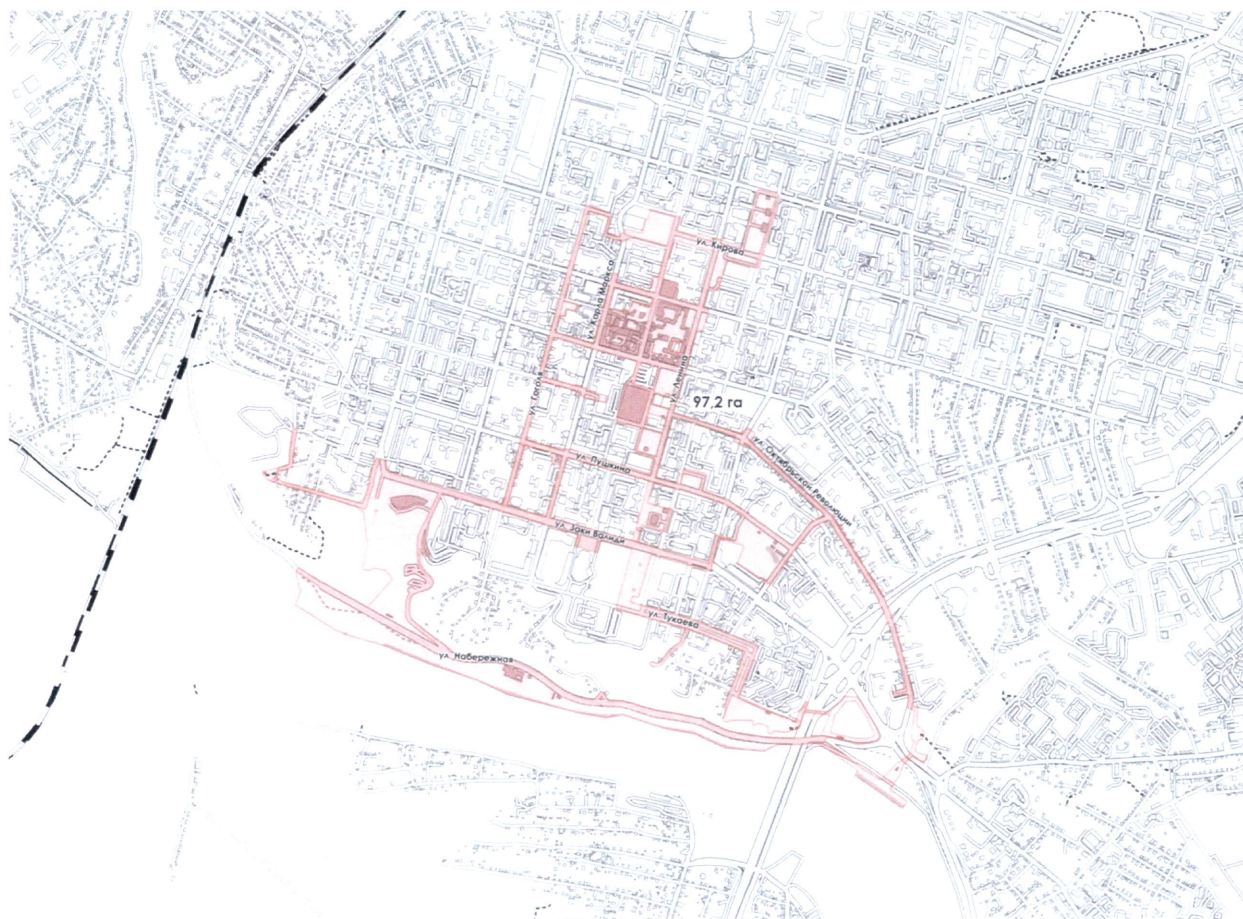 ул. Кирова
ул. Карла Маркса
ул. Гоголя
ул. Ленина
97,2 га
ул. Октябрьской Революции
ул. Пушкина
ул. Заки Валиди
ул. Тукаева
ул. Набережная